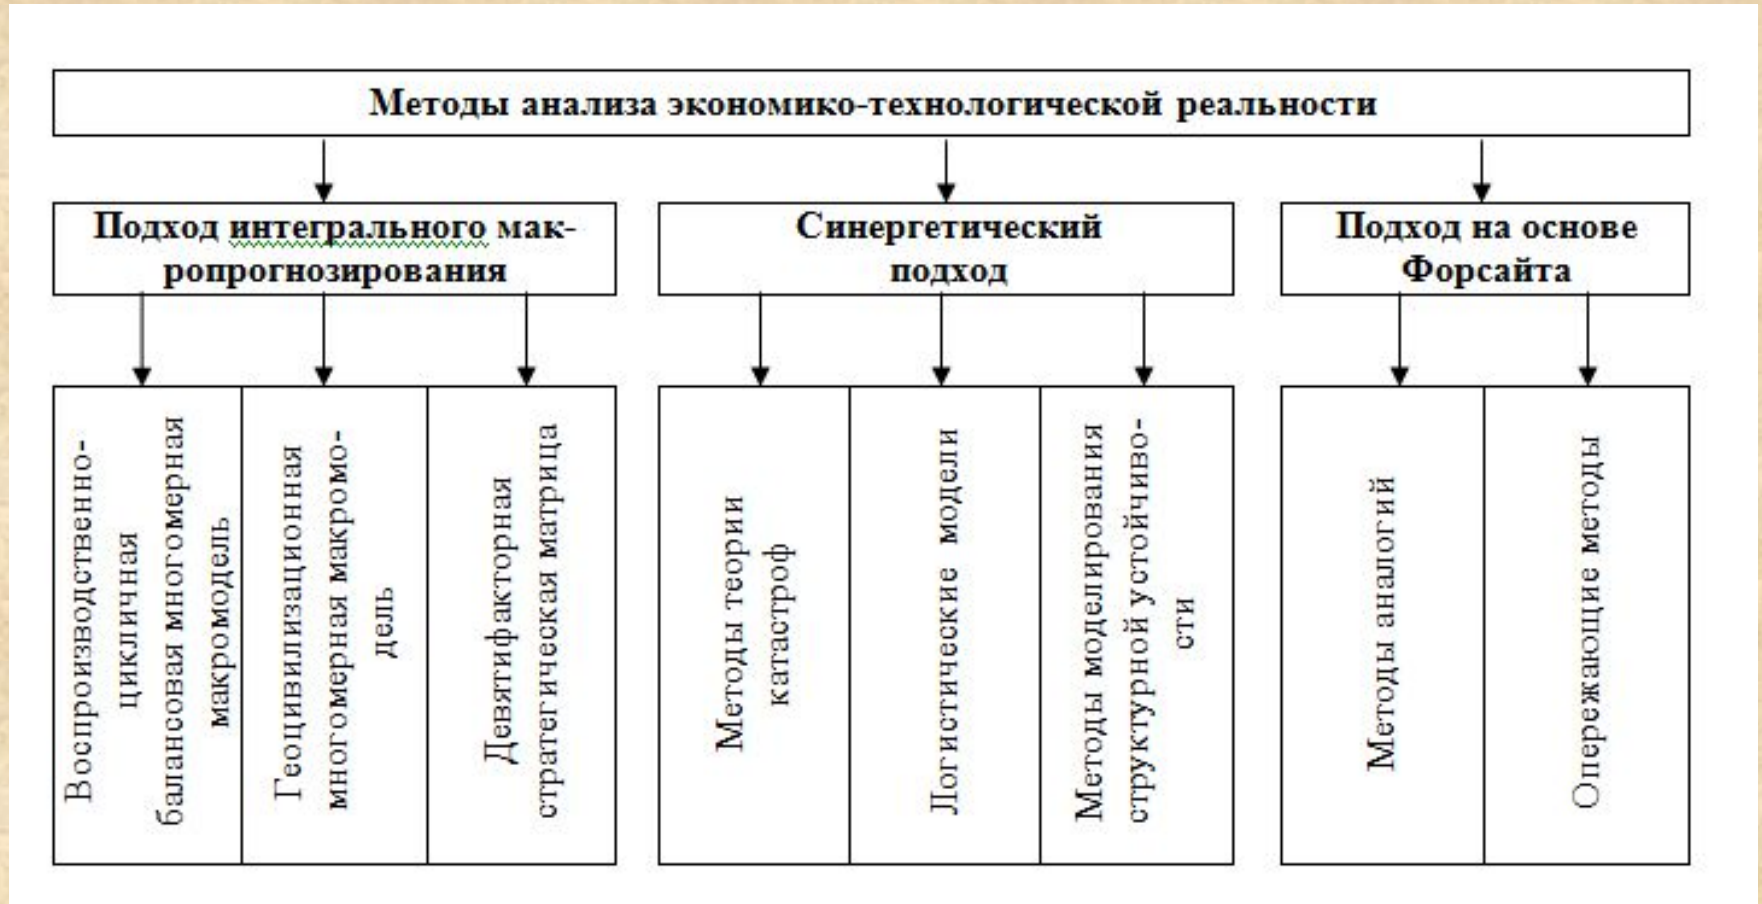 Методы анализа экономико-технологической реальности
Подход интегрального мак-
ропрогнозирования
Синергетический
подход
Подход на основе
Форсайта
Воспроизводственно-
цикличная
балансовая многомерная
макромодель
Геоцивилизационная
многомерная макромо-
дель
Девятифакторная
стратегическая матрица
Методы теории
катастроф
Логистические модели
Методы моделирования
структурной устойчиво-
сти
Методы аналогий
Опережающие методы